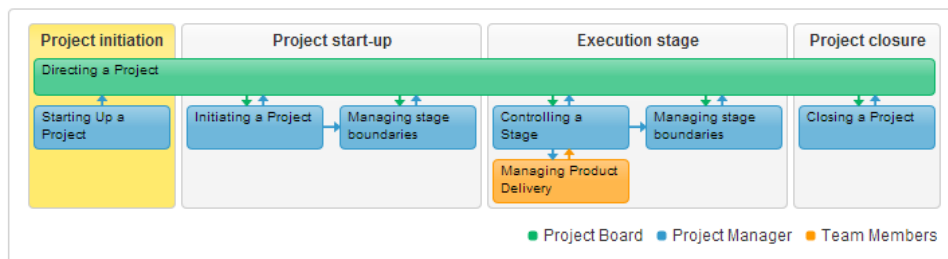 Project initiation
Project start-up
Execution stage
Project closure
Directing a Project
Starting Up a
Project
Initiating a Project
Managing stage
boundaries
Controlling a
Stage
Managing stage
boundaries
Closing a Project
Managing Product
Delivery
Project Board
Project Manager
Team Members